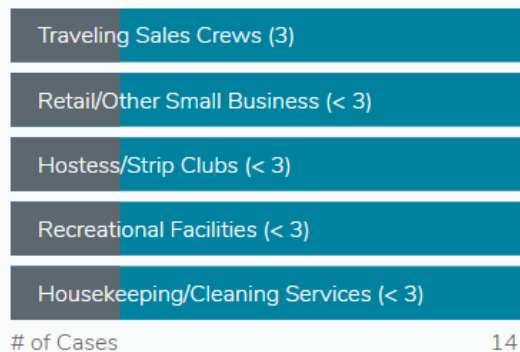 Traveling Sales Crews (3)
Retail/Other Small Business (< 3)
Hostess/Strip Clubs (< 3)
Recreational Facilities (< 3)
Housekeeping/Cleaning Services (< 3)
# of Cases 14